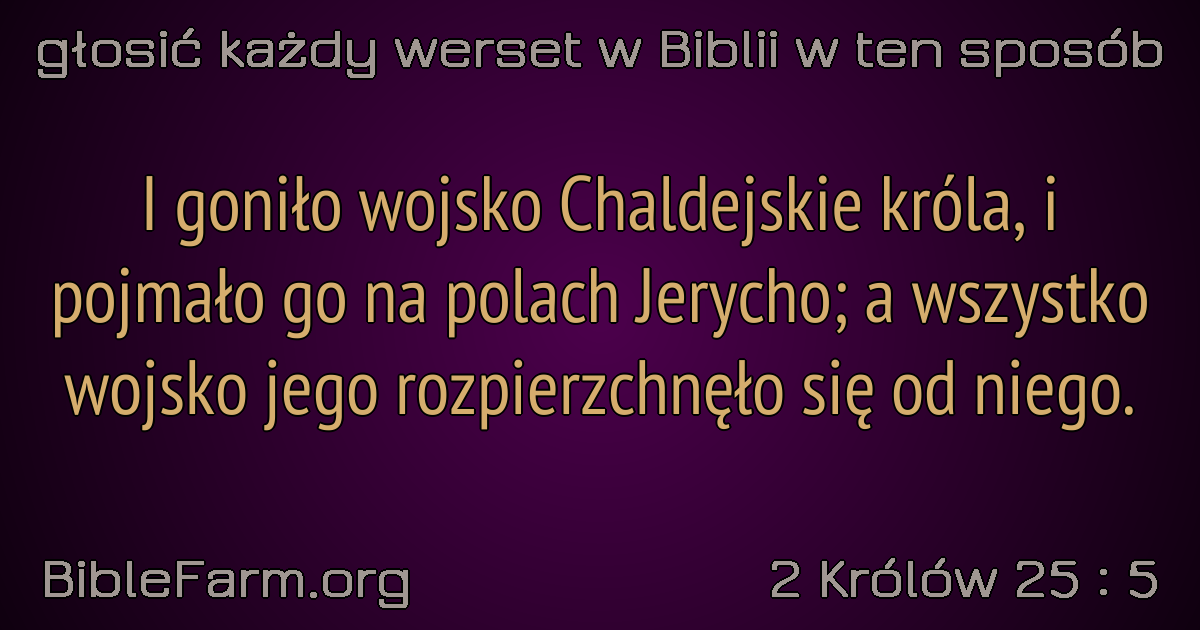 głosić każdy werset w Biblii w ten sposób
I goniło wojsko Chaldejskie króla, i
pojmało go na polach Jerycho; a wszystko
wojsko jego rozpierzchnęło się od niego.
BibleFarm.org
2 Królów 25 : 5